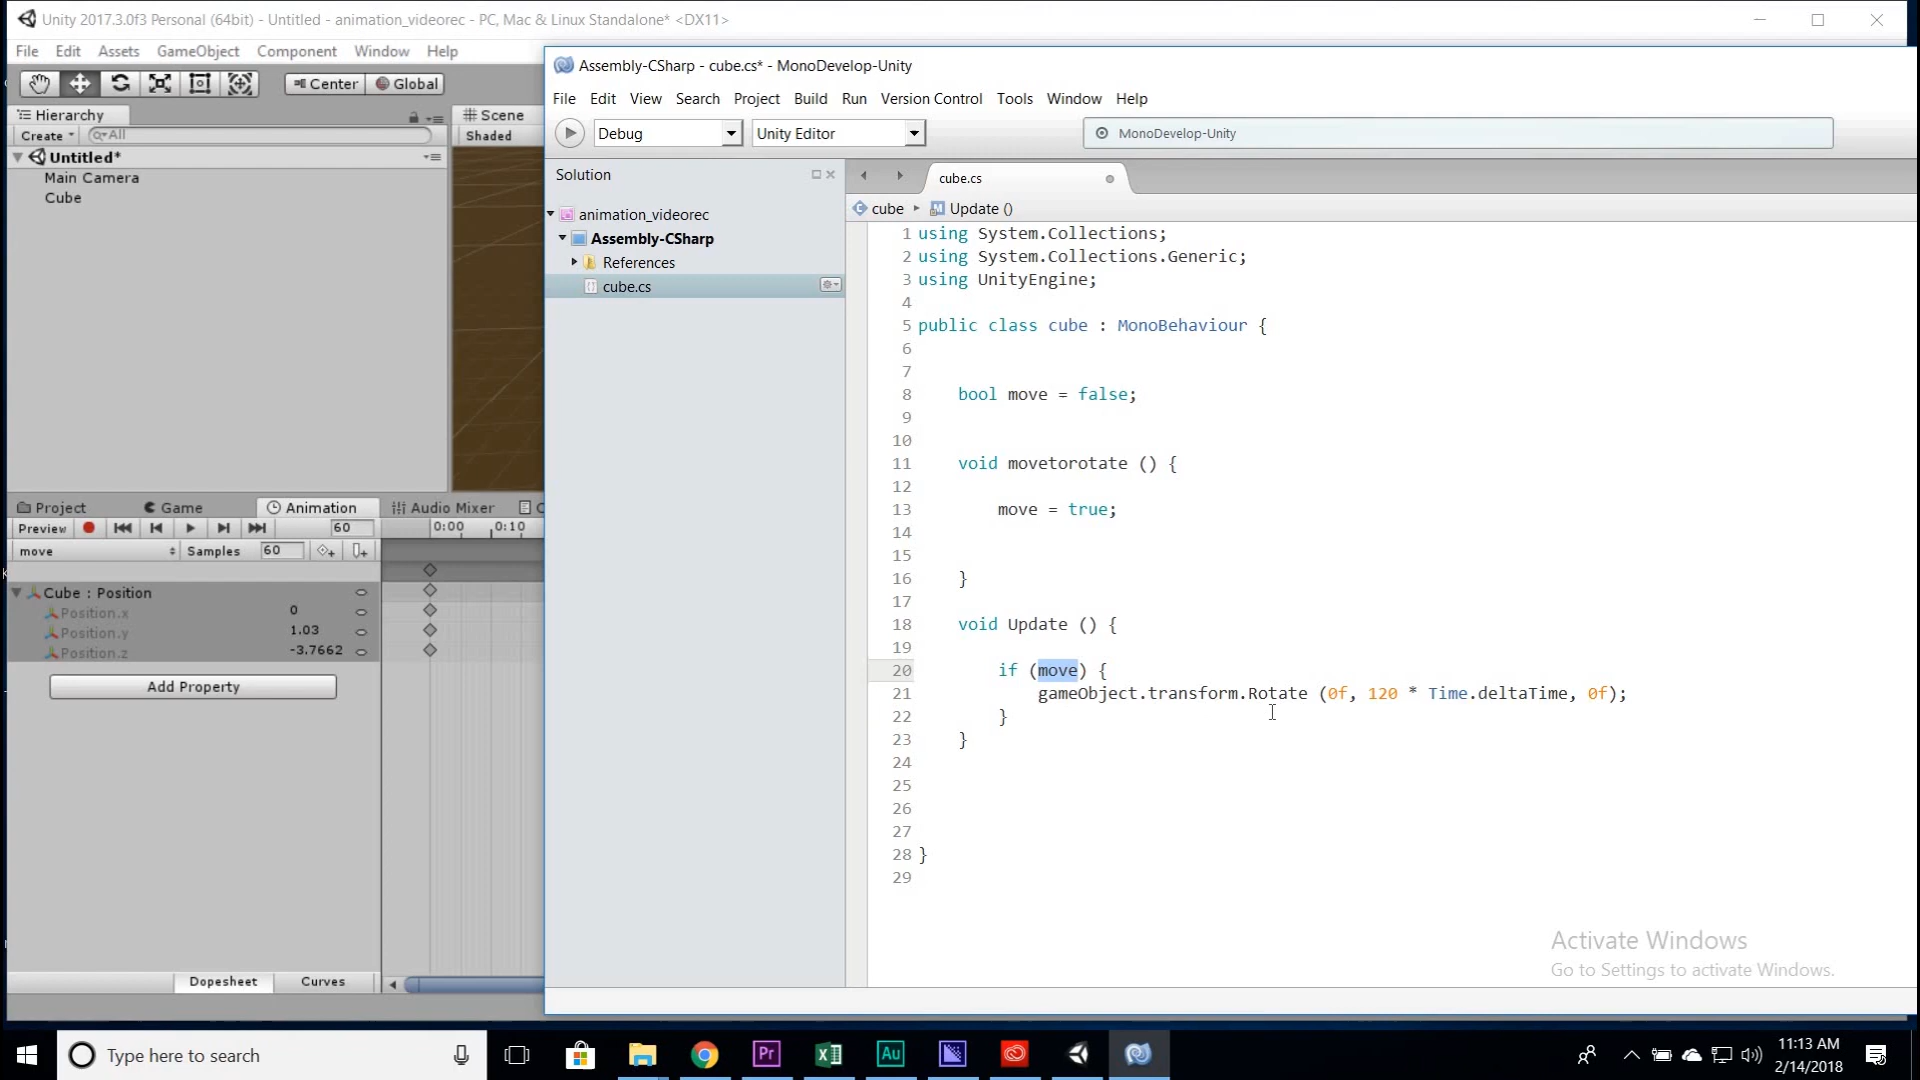 Unity 2017.3.0f3 Personal (64bit) - Untitled - animation_videorec - PC, Mac & Linux Standalone* <DX11>
File Edit Assets GameObject Component Window Help
Center Global
Hierarchy
Create All
Untitled*
Main Camera
Cube
Scene
Shaded
Project Game Animation Audio Mixer
Preview 60 0:00 0:10
move Samples 60
Cube : Position
Position.x 0
Position.y 1.03
Position.z -3.7662
Add Property
Dopesheet Curves
Assembly-CSharp - cube.cs* - MonoDevelop-Unity
File Edit View Search Project Build Run Version Control Tools Window Help
Debug Unity Editor MonoDevelop-Unity
Solution
animation_videorec
Assembly-CSharp
References
cube.cs
cube.cs
cube Update ()
1 using System.Collections;
2 using System.Collections.Generic;
3 using UnityEngine;
4
5 public class cube : MonoBehaviour {
6
7
8 bool move = false;
9
10
11 void movetorotate () {
12
13 move = true;
14
15
16 }
17
18 void Update () {
19
20 if (move) {
21 gameObject.transform.Rotate (0f, 120 * Time.deltaTime, 0f);
22 }
23 }
24
25
26
27
28 }
29
Activate Windows
Go to Settings to activate Windows.
Type here to search
Pr
Au
11:13 AM
2/14/2018